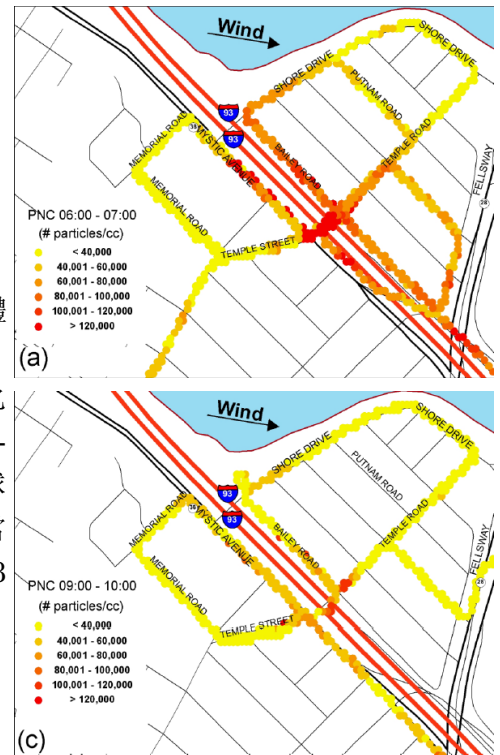 Wind
SHORE DRIVE
SHORE DRIVE
PUTNAM ROAD
93
93
MEMORIAL ROAD
38
MYSTIC AVENUE
BAILEY ROAD
TEMPLE ROAD
FELLSWAY
28
MEMORIAL ROAD
TEMPLE STREET
PNC 06:00 - 07:00
(# particles/cc)
< 40,000
40,001 - 60,000
60,001 - 80,000
80,001 - 100,000
100,001 - 120,000
> 120,000
(a)
Wind
SHORE DRIVE
SHORE DRIVE
PUTNAM ROAD
93
93
MEMORIAL ROAD
38
MYSTIC AVENUE
BAILEY ROAD
TEMPLE ROAD
FELLSWAY
28
MEMORIAL ROAD
TEMPLE STREET
PNC 09:00 - 10:00
(# particles/cc)
< 40,000
40,001 - 60,000
60,001 - 80,000
80,001 - 100,000
100,001 - 120,000
> 120,000
(c)